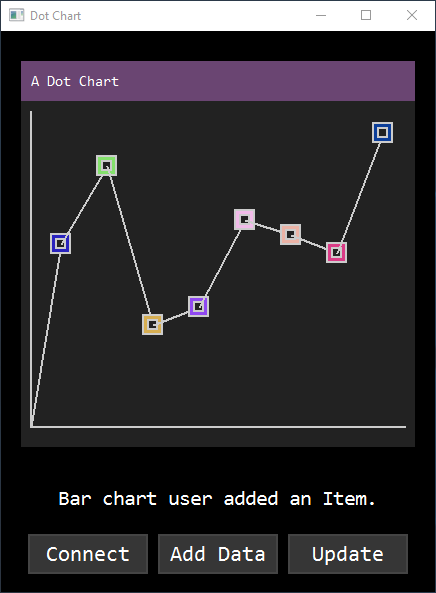 Dot Chart
A Dot Chart
Bar chart user added an Item.
Connect
Add Data
Update